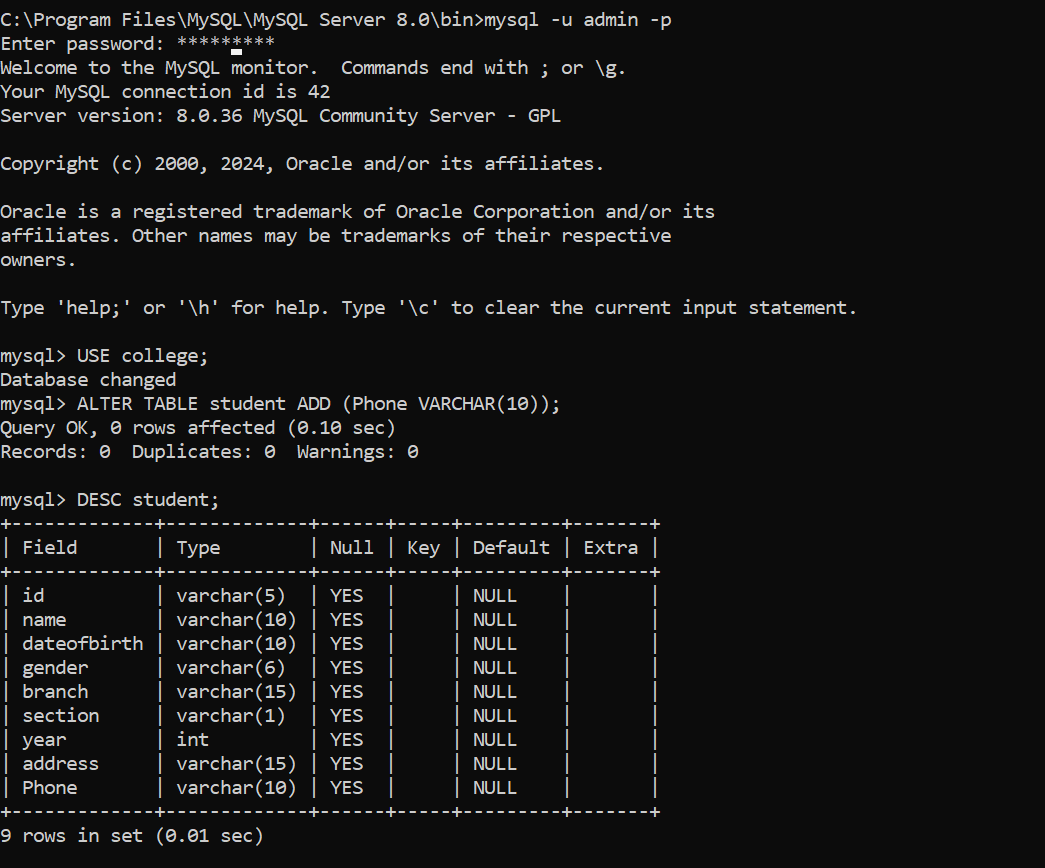 C:\Program Files\MySQL\MySQL Server 8.0\bin>mysql -u admin -p
Enter password: *********
Welcome to the MySQL monitor.  Commands end with ; or \g.
Your MySQL connection id is 42
Server version: 8.0.36 MySQL Community Server - GPL

Copyright (c) 2000, 2024, Oracle and/or its affiliates.

Oracle is a registered trademark of Oracle Corporation and/or its
affiliates. Other names may be trademarks of their respective
owners.

Type 'help;' or '\h' for help. Type '\c' to clear the current input statement.

mysql> USE college;
Database changed
mysql> ALTER TABLE student ADD (Phone VARCHAR(10));
Query OK, 0 rows affected (0.10 sec)
Records: 0  Duplicates: 0  Warnings: 0

mysql> DESC student;
+-------------+-------------+------+-----+---------+-------+
| Field       | Type        | Null | Key | Default | Extra |
+-------------+-------------+------+-----+---------+-------+
| id          | varchar(5)  | YES  |     | NULL    |       |
| name        | varchar(10) | YES  |     | NULL    |       |
| dateofbirth | varchar(10) | YES  |     | NULL    |       |
| gender      | varchar(6)  | YES  |     | NULL    |       |
| branch      | varchar(15) | YES  |     | NULL    |       |
| section     | varchar(1)  | YES  |     | NULL    |       |
| year        | int         | YES  |     | NULL    |       |
| address     | varchar(15) | YES  |     | NULL    |       |
| Phone       | varchar(10) | YES  |     | NULL    |       |
+-------------+-------------+------+-----+---------+-------+
9 rows in set (0.01 sec)